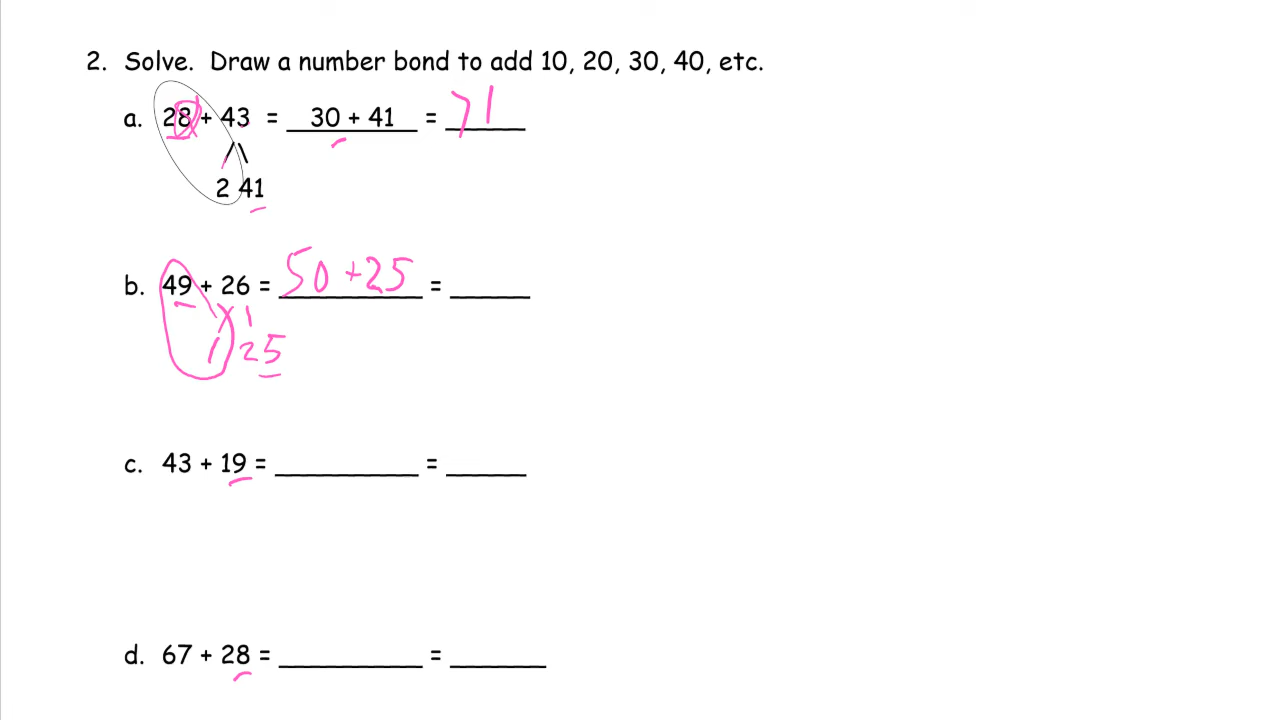 2. Solve. Draw a number bond to add 10, 20, 30, 40, etc.
a. 28 + 43 = 30 + 41 = 71
2 41
b. 49 + 26 = 50 + 25 = ______
1 25
c. 43 + 19 = __________ = ______
d. 67 + 28 = __________ = ______